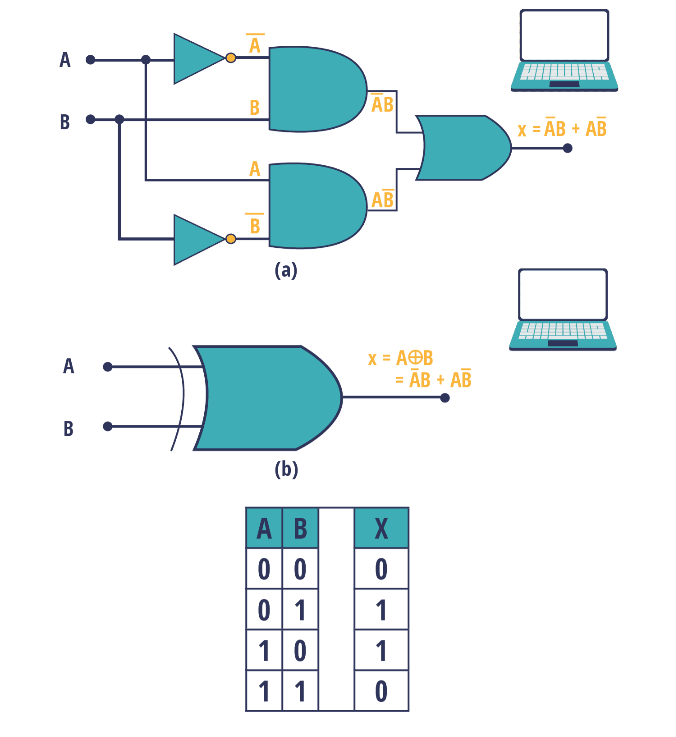 A
A̅
B
B
A̅B
x = A̅B + AB̅
A
AB̅
B̅
(a)
A
x = A⊕B
= A̅B + AB̅
B
(b)
A B X
0 0 0
0 1 1
1 0 1
1 1 0